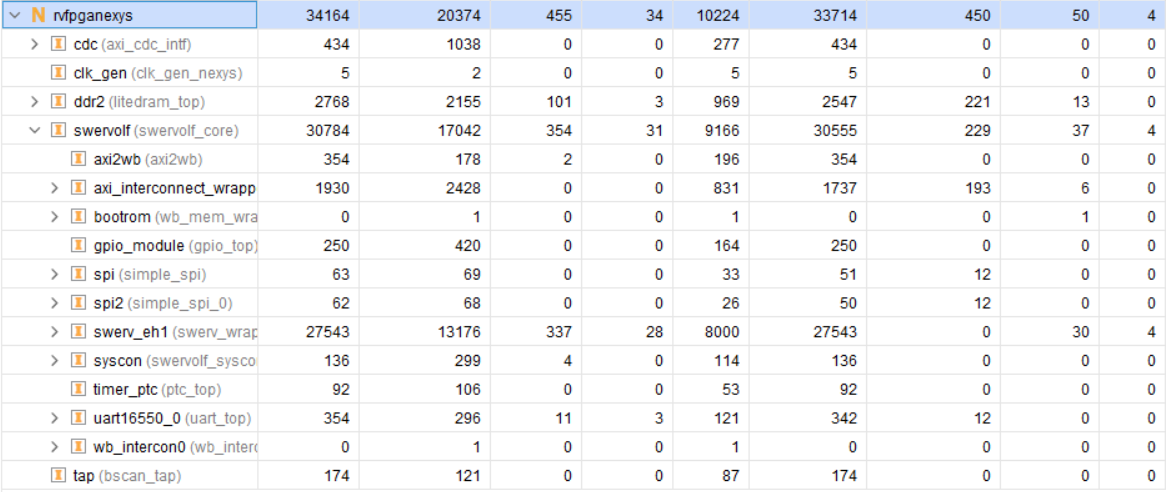 rvfpganexys 34164 20374 455 34 10224 33714 450 50 4
cdc (axi_cdc_intf) 434 1038 0 0 277 434 0 0 0
clk_gen (clk_gen_nexys) 5 2 0 0 5 5 0 0 0
ddr2 (litedram_top) 2768 2155 101 3 969 2547 221 13 0
swervolf (swervolf_core) 30784 17042 354 31 9166 30555 229 37 4
axi2wb (axi2wb) 354 178 2 0 196 354 0 0 0
axi_interconnect_wrapp 1930 2428 0 0 831 1737 193 6 0
bootrom (wb_mem_wra 0 1 0 0 1 0 0 1 0
gpio_module (gpio_top) 250 420 0 0 164 250 0 0 0
spi (simple_spi) 63 69 0 0 33 51 12 0 0
spi2 (simple_spi_0) 62 68 0 0 26 50 12 0 0
swerv_eh1 (swerv_wrap 27543 13176 337 28 8000 27543 0 30 4
syscon (swervolf_sysco 136 299 4 0 114 136 0 0 0
timer_ptc (ptc_top) 92 106 0 0 53 92 0 0 0
uart16550_0 (uart_top) 354 296 11 3 121 342 12 0 0
wb_intercon0 (wb_interc 0 1 0 0 1 0 0 0 0
tap (bscan_tap) 174 121 0 0 87 174 0 0 0